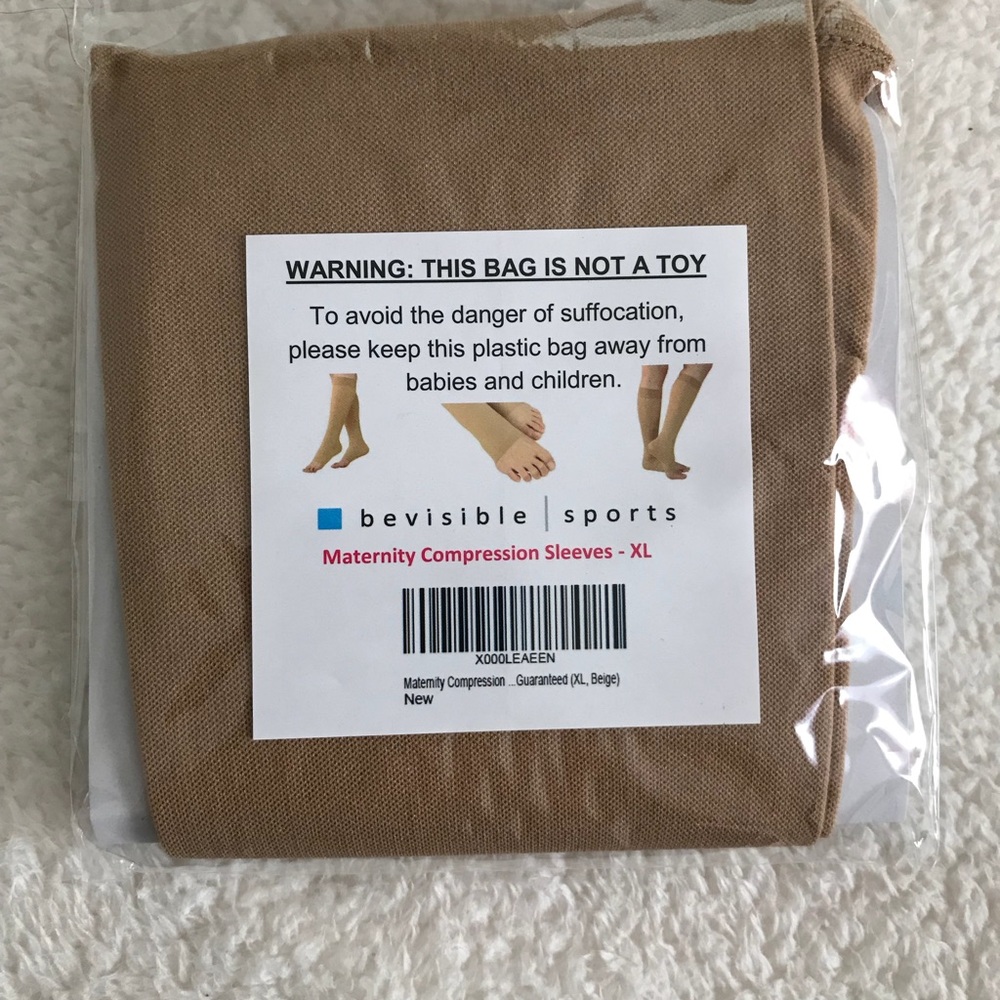 WARNING: THIS BAG IS NOT A TOY
To avoid the danger of suffocation,
please keep this plastic bag away from
babies and children.
bevisible | sports
Maternity Compression Sleeves - XL
X000LEAEEN
Maternity Compression ...Guaranteed (XL, Beige)
New